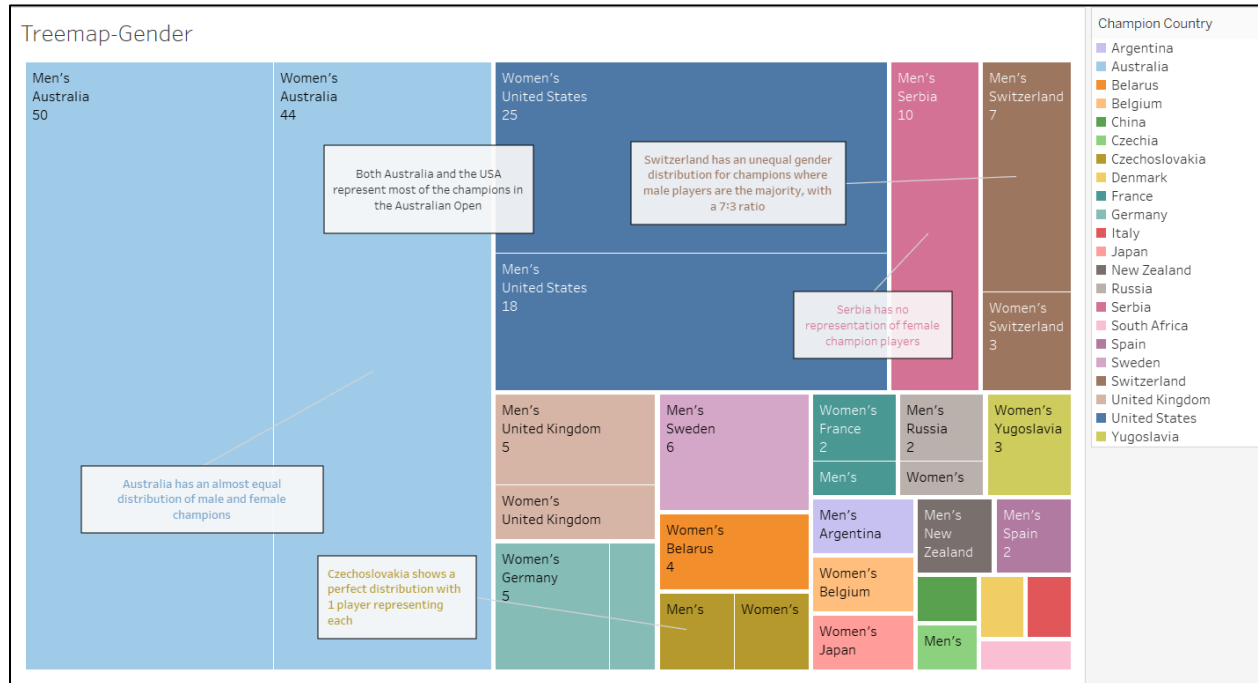 Treemap-Gender
Men's
Australia
50
Women's
Australia
44
Women's
United States
25
Men's
Serbia
10
Men's
Switzerland
7
Both Australia and the USA
represent most of the champions in
the Australian Open
Switzerland has an unequal gender
distribution for champions where
male players are the majority, with
a 7:3 ratio
Men's
United States
18
Serbia has no
representation of female
champion players
Women's
Switzerland
3
Men's
United Kingdom
5
Men's
Sweden
6
Women's
France
2
Men's
Russia
2
Women's
Yugoslavia
3
Men's
Women's
Women's
United Kingdom
Australia has an almost equal
distribution of male and female
champions
Women's
Belarus
4
Men's
Argentina
Men's
New
Zealand
Men's
Spain
2
Women's
Germany
5
Czechoslovakia shows a
perfect distribution with
1 player representing
each
Women's
Belgium
Men's
Women's
Women's
Japan
Men's
Champion Country
Argentina
Australia
Belarus
Belgium
China
Czechia
Czechoslovakia
Denmark
France
Germany
Italy
Japan
New Zealand
Russia
Serbia
South Africa
Spain
Sweden
Switzerland
United Kingdom
United States
Yugoslavia